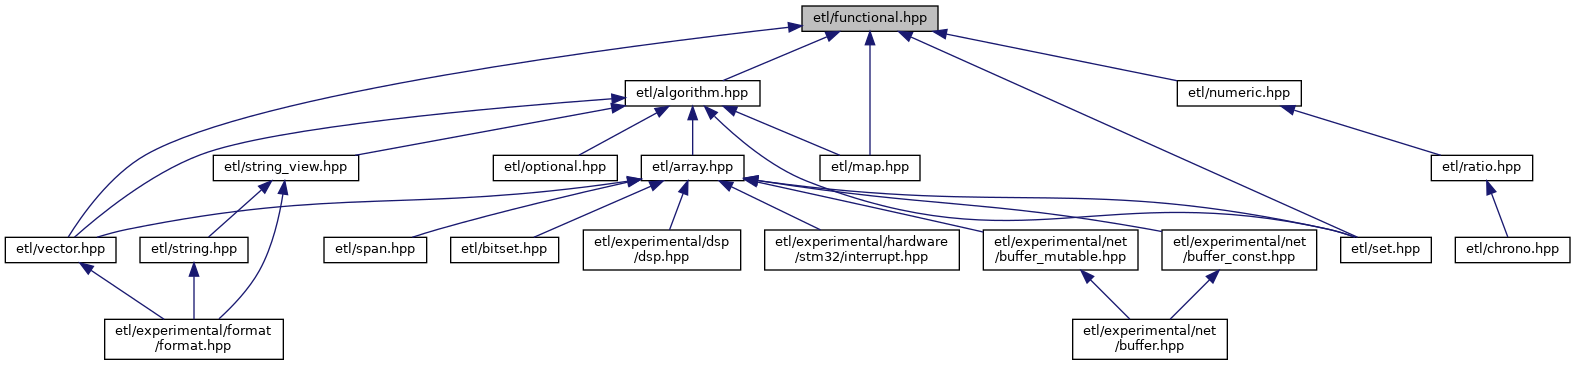 etl/functional.hpp
etl/algorithm.hpp
etl/numeric.hpp
etl/string_view.hpp
etl/optional.hpp
etl/array.hpp
etl/map.hpp
etl/ratio.hpp
etl/vector.hpp
etl/string.hpp
etl/span.hpp
etl/bitset.hpp
etl/experimental/dsp
/dsp.hpp
etl/experimental/hardware
/stm32/interrupt.hpp
etl/experimental/net
/buffer_mutable.hpp
etl/experimental/net
/buffer_const.hpp
etl/set.hpp
etl/chrono.hpp
etl/experimental/format
/format.hpp
etl/experimental/net
/buffer.hpp